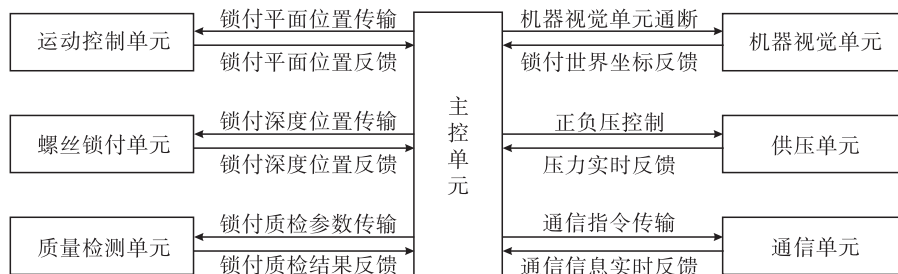 锁付平面位置传输
机器视觉单元通断
运动控制单元
机器视觉单元
锁付平面位置反馈
锁付世界坐标反馈
主控单元
锁付深度位置传输
正负压控制
螺丝锁付单元
供压单元
锁付深度位置反馈
压力实时反馈
锁付质检参数传输
通信指令传输
质量检测单元
通信单元
锁付质检结果反馈
通信信息实时反馈